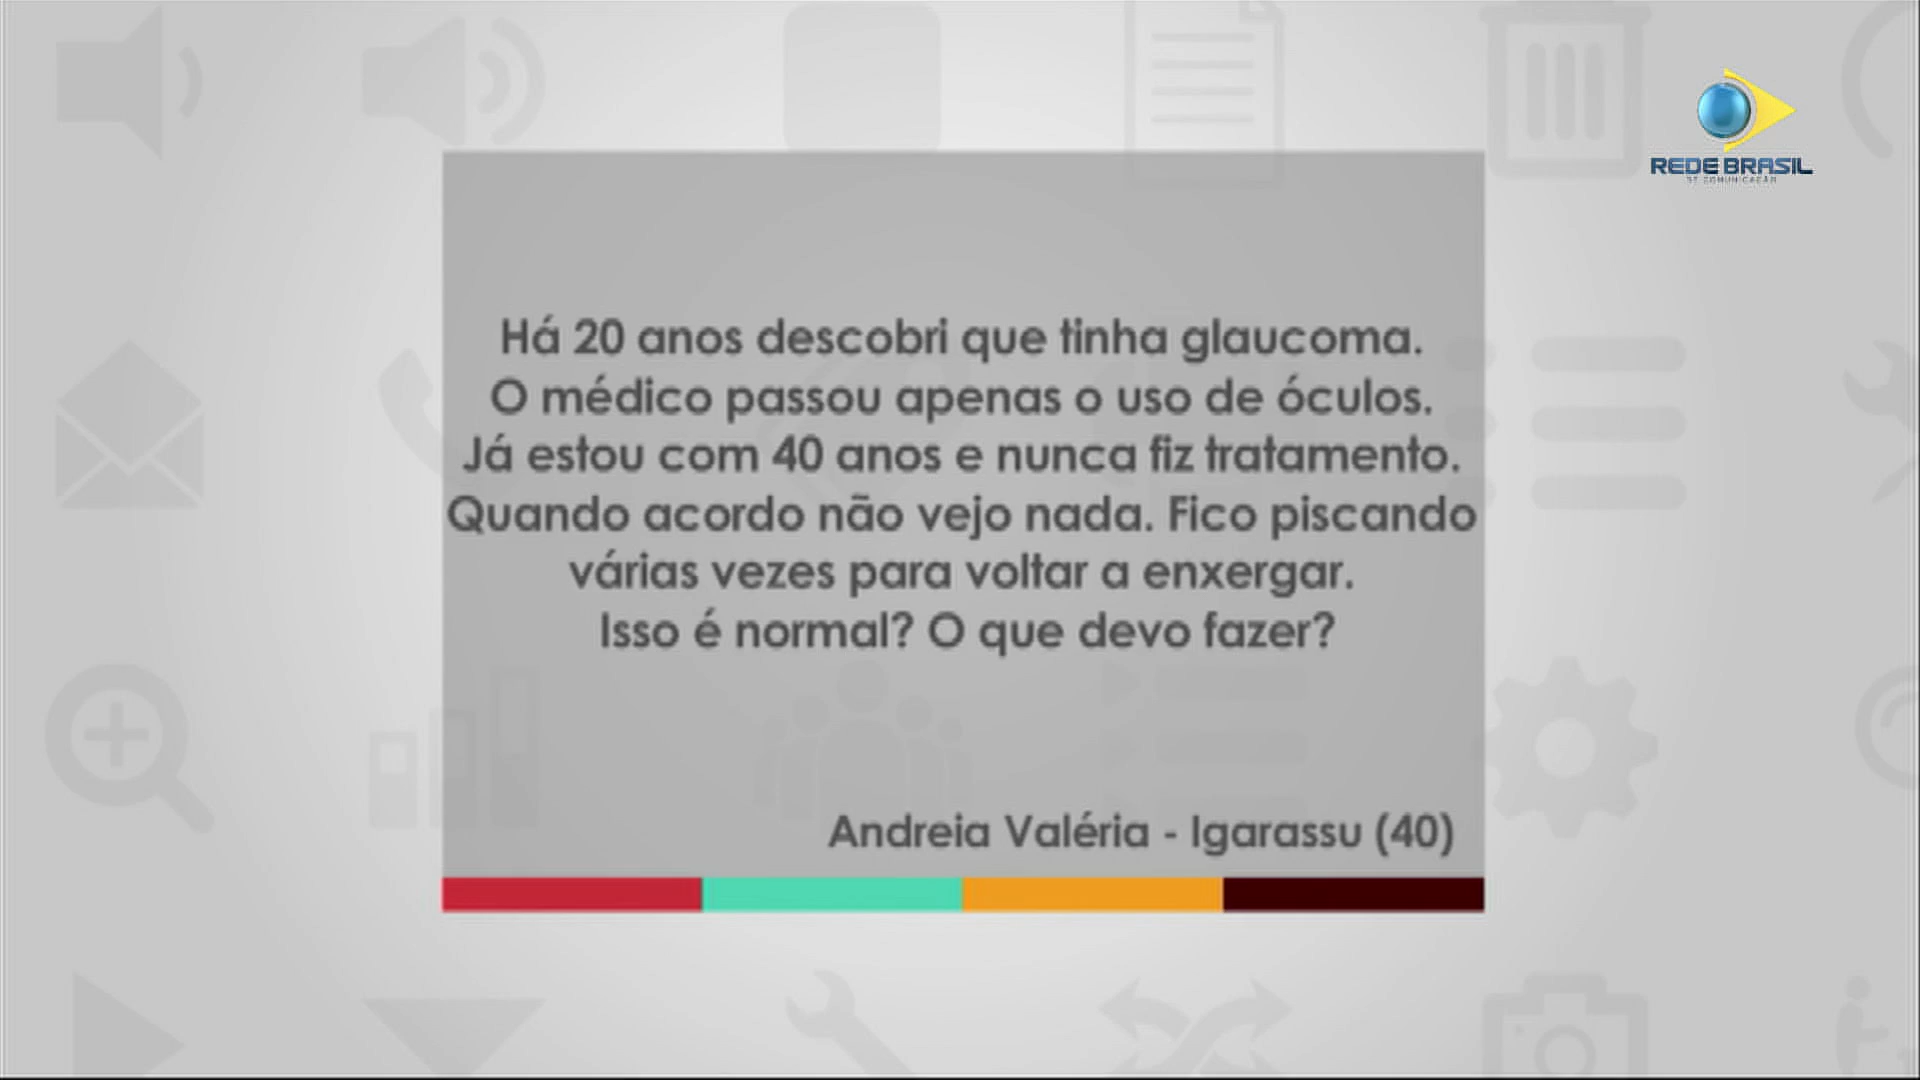 REDE BRASIL
DE COMUNICAÇÃO
Há 20 anos descobri que tinha glaucoma.
O médico passou apenas o uso de óculos.
Já estou com 40 anos e nunca fiz tratamento.
Quando acordo não vejo nada. Fico piscando
várias vezes para voltar a enxergar.
Isso é normal? O que devo fazer?
Andreia Valéria - Igarassu (40)